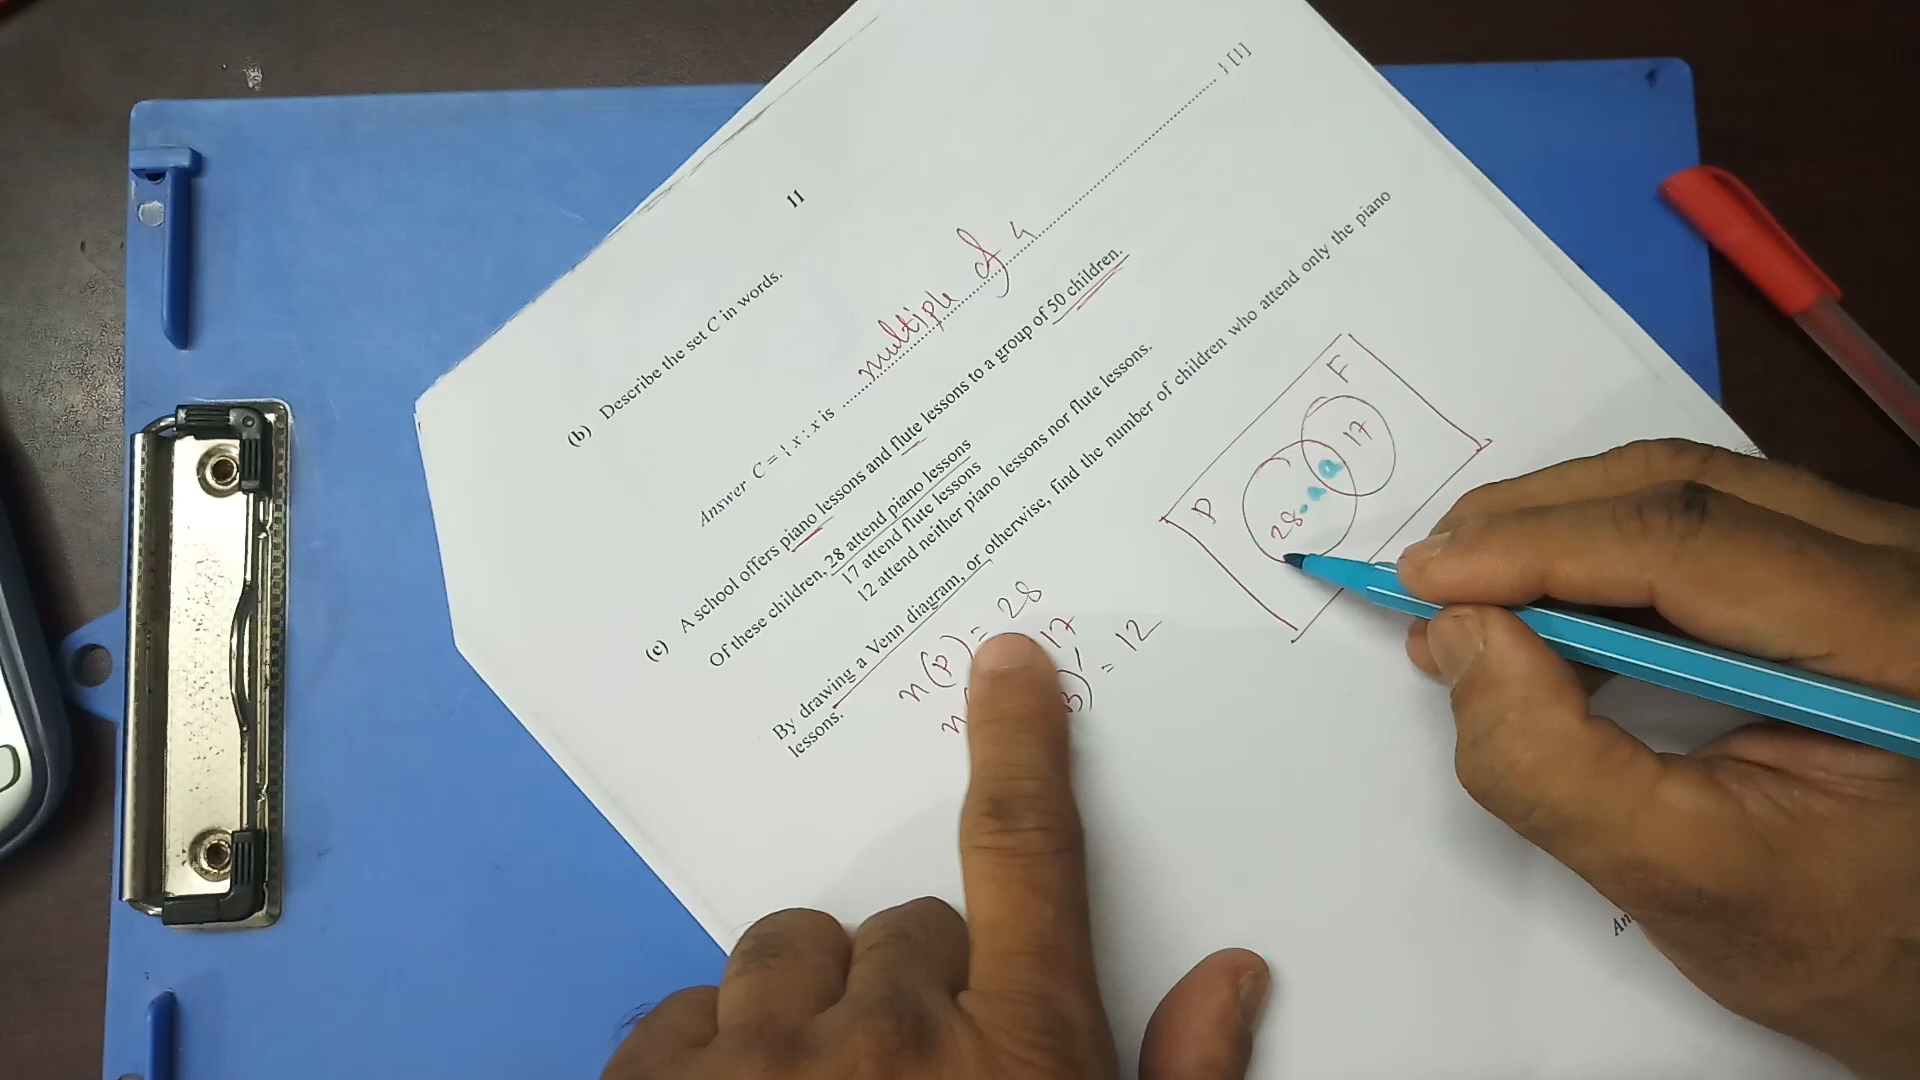 11
(b) Describe the set C in words.
Answer C = { x : x is multiple of 4 } [1]
(c) A school offers piano lessons and flute lessons to a group of 50 children.
Of these children, 28 attend piano lessons
17 attend flute lessons
12 attend neither piano lessons nor flute lessons.
By drawing a Venn diagram, or otherwise, find the number of children who attend only the piano
lessons.
n(P) = 28
n
17
B)' = 12
P
F
28
17